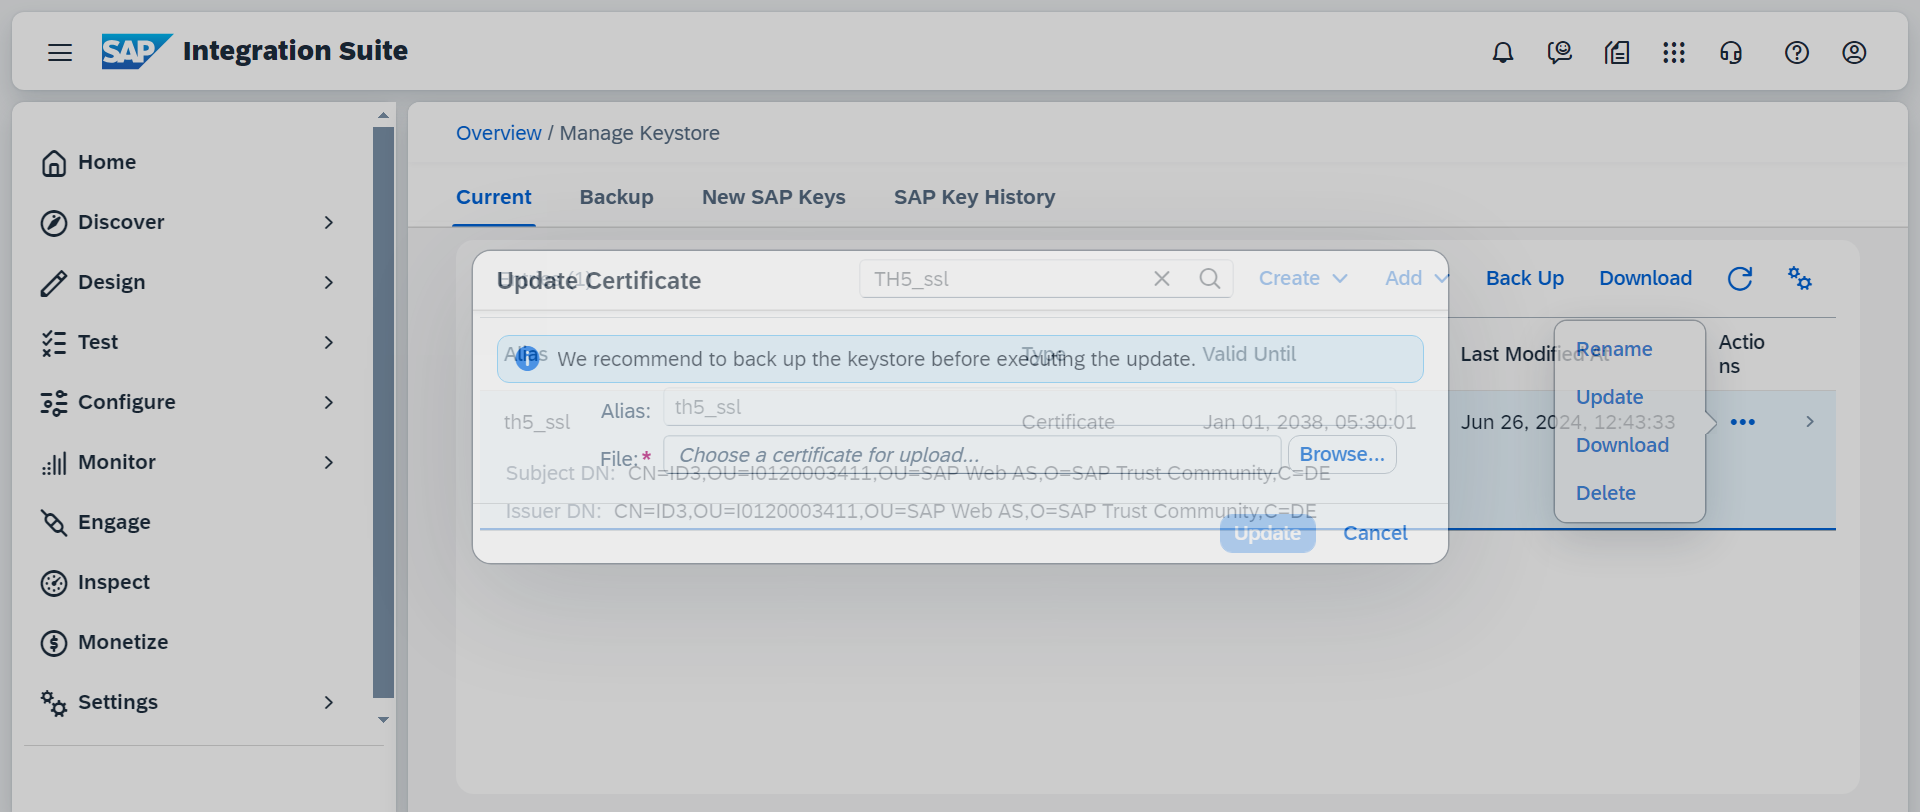 SAP Integration Suite
Home
Discover
Design
Test
Configure
Monitor
Engage
Inspect
Monetize
Settings
Overview / Manage Keystore
Current Backup New SAP Keys SAP Key History
Entries (1) TH5_ssl Create Add Back Up Download
Alias Type Valid Until Last Modified At Actio
ns
th5_ssl Certificate Jan 01, 2038, 05:30:01 Jun 26, 2024, 12:43:33
Subject DN: CN=ID3,OU=I0120003411,OU=SAP Web AS,O=SAP Trust Community,C=DE
Issuer DN: CN=ID3,OU=I0120003411,OU=SAP Web AS,O=SAP Trust Community,C=DE
Update Certificate
We recommend to back up the keystore before executing the update.
Alias: th5_ssl
File:* Choose a certificate for upload... Browse...
Update Cancel
Rename
Update
Download
Delete